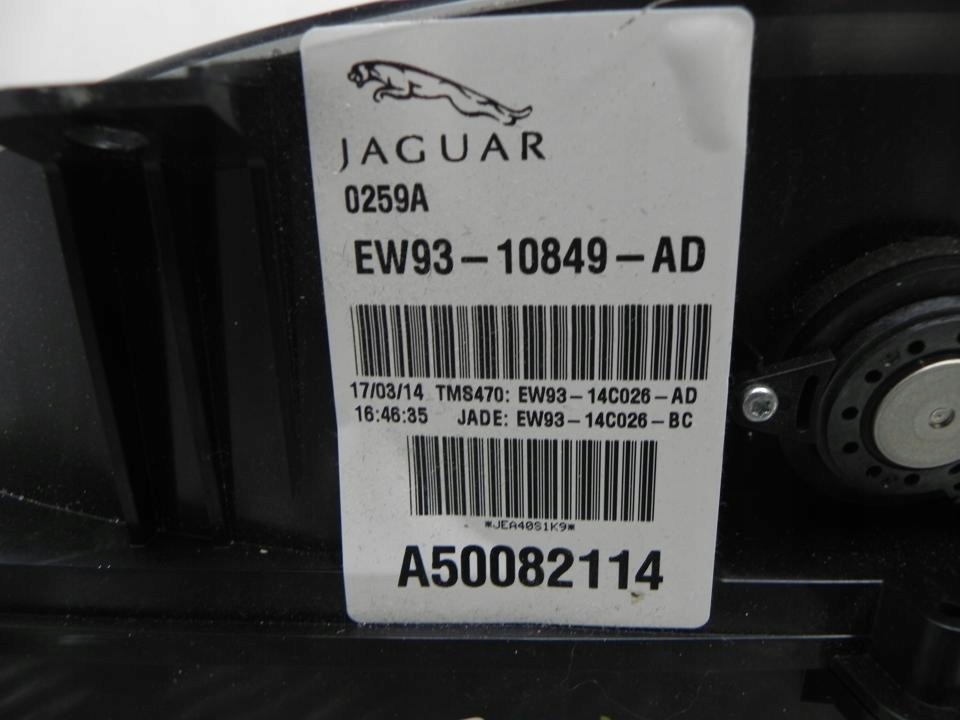 JAGUAR
0259A
EW93-10849-AD
17/03/14 TMS470: EW93-14C026-AD
16:46:35 JADE: EW93-14C026-BC
*JEA40S1K9*
A50082114